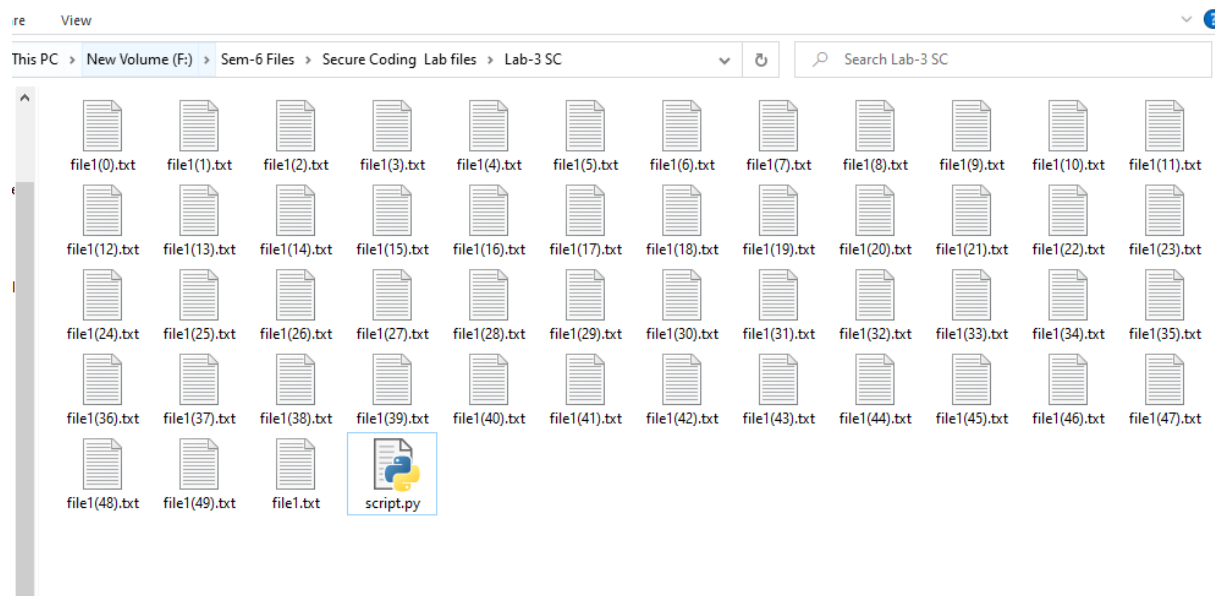 View
This PC > New Volume (F:) > Sem-6 Files > Secure Coding Lab files > Lab-3 SC Search Lab-3 SC
file1(0).txt file1(1).txt file1(2).txt file1(3).txt file1(4).txt file1(5).txt file1(6).txt file1(7).txt file1(8).txt file1(9).txt file1(10).txt file1(11).txt
file1(12).txt file1(13).txt file1(14).txt file1(15).txt file1(16).txt file1(17).txt file1(18).txt file1(19).txt file1(20).txt file1(21).txt file1(22).txt file1(23).txt
file1(24).txt file1(25).txt file1(26).txt file1(27).txt file1(28).txt file1(29).txt file1(30).txt file1(31).txt file1(32).txt file1(33).txt file1(34).txt file1(35).txt
file1(36).txt file1(37).txt file1(38).txt file1(39).txt file1(40).txt file1(41).txt file1(42).txt file1(43).txt file1(44).txt file1(45).txt file1(46).txt file1(47).txt
file1(48).txt file1(49).txt file1.txt script.py